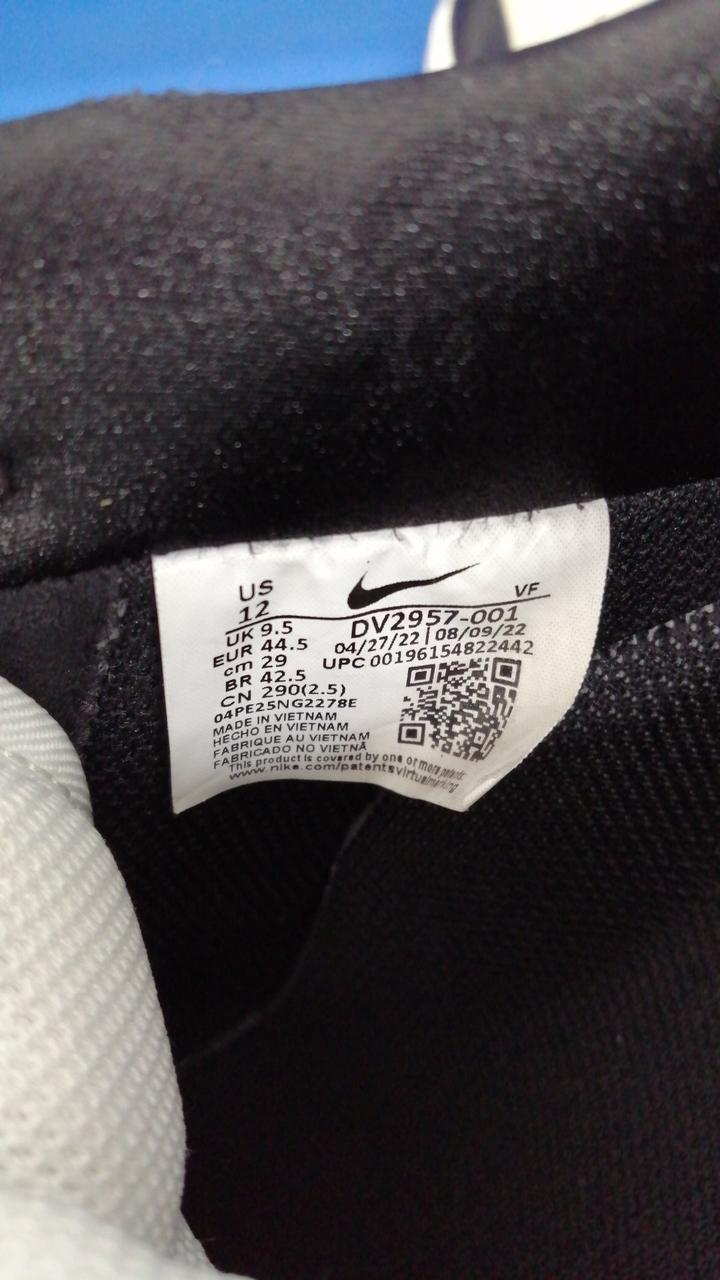 US
12
UK 9.5
EUR 44.5
cm 29
BR 42.5
CN 290(2.5)
04PE25NG2278E
MADE IN VIETNAM
HECHO EN VIETNAM
FABRIQUE AU VIETNAM
FABRICADO NO VIETNÃ
VF
DV2957-001
04/27/22 | 08/09/22
UPC 00196154822442
This product is covered by one or more patents:
www.nike.com/patentsvirtualmarking